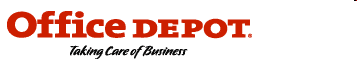 Office DEPOT.
Taking Care of Business